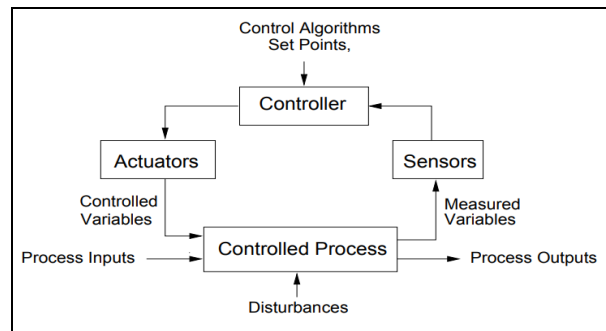 Control Algorithms
Set Points,
Controller
Actuators
Sensors
Controlled
Variables
Measured
Variables
Controlled Process
Process Inputs
Process Outputs
Disturbances